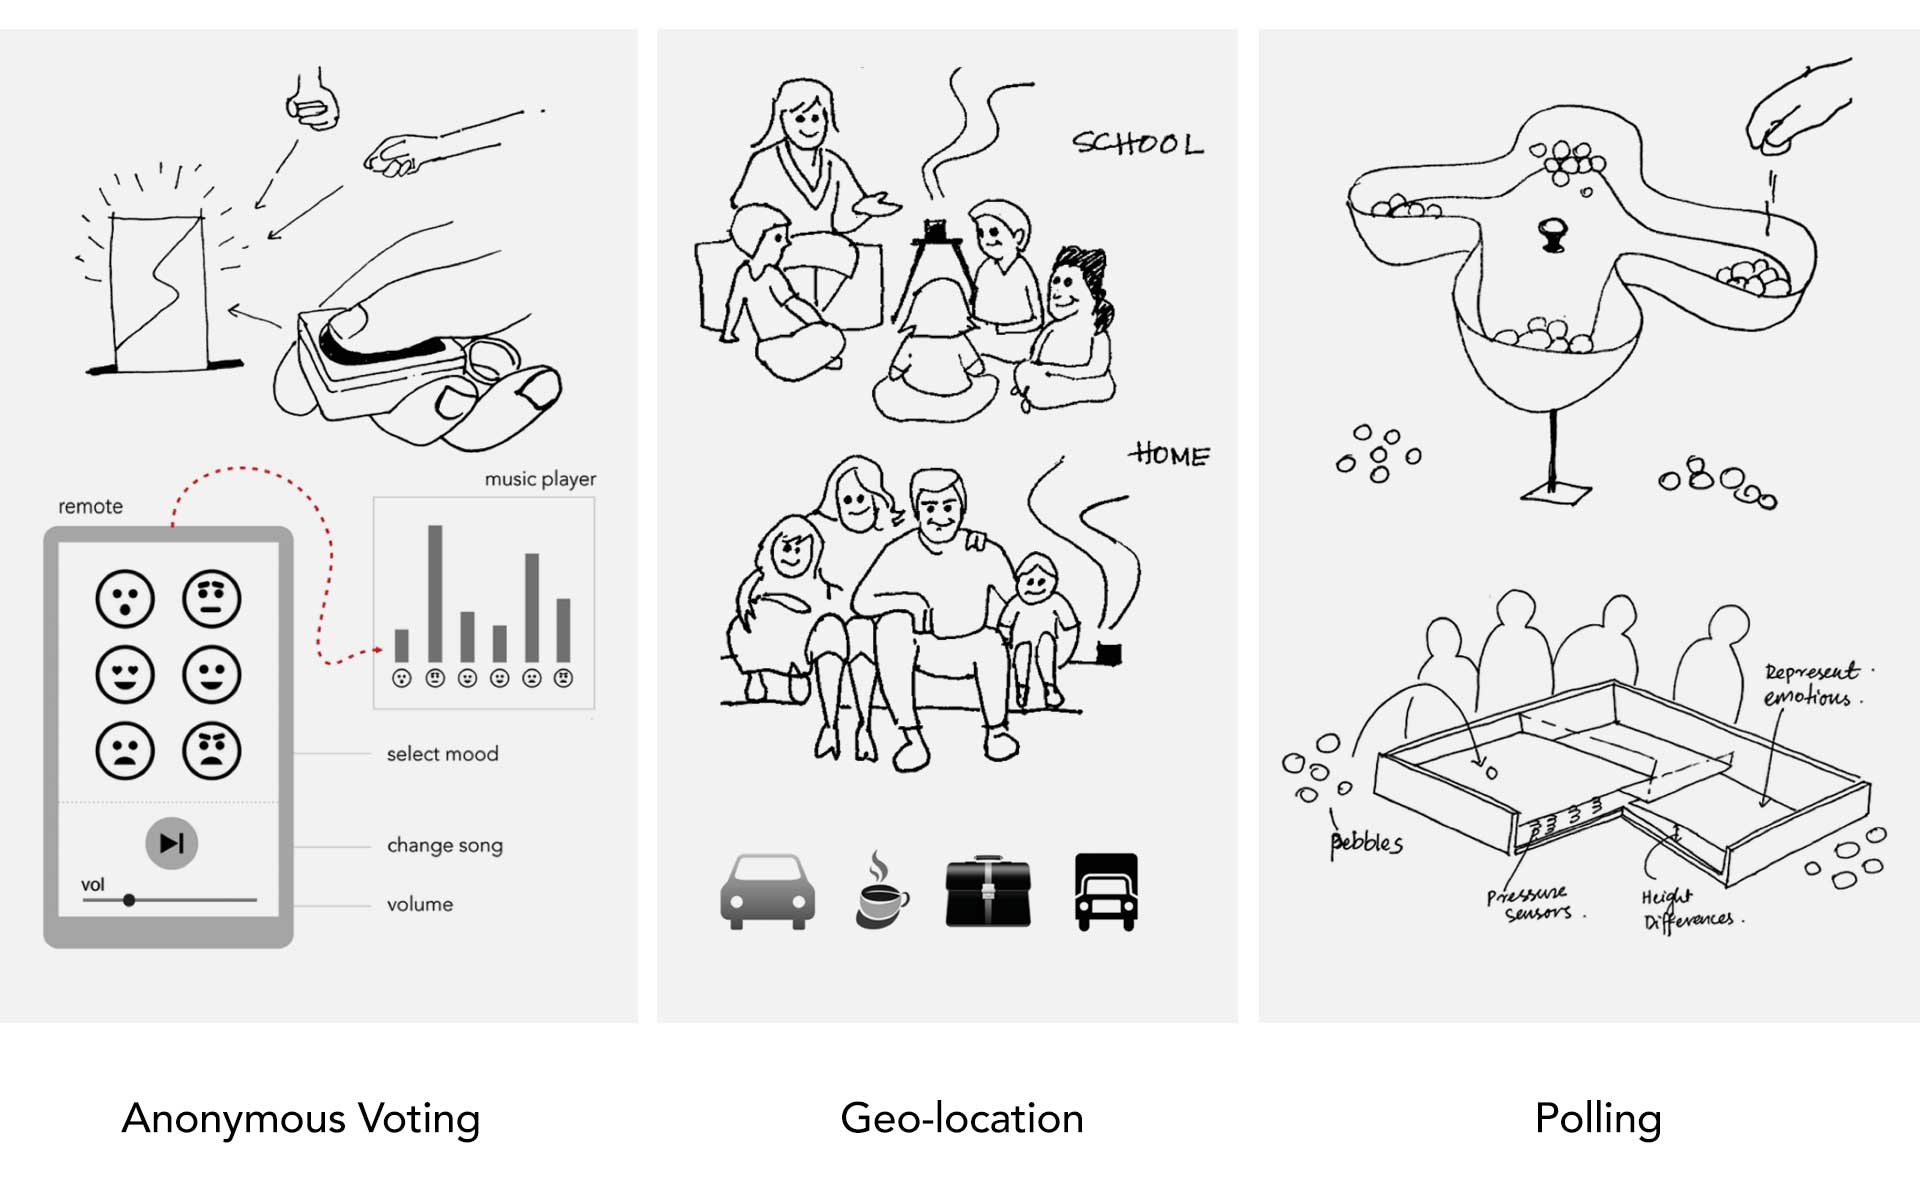 remote
music player
select mood
change song
vol
volume
Anonymous Voting
SCHOOL
HOME
Geo-location
Represent
emotions.
pebbles
Pressure
sensors.
Height
Differences.
Polling